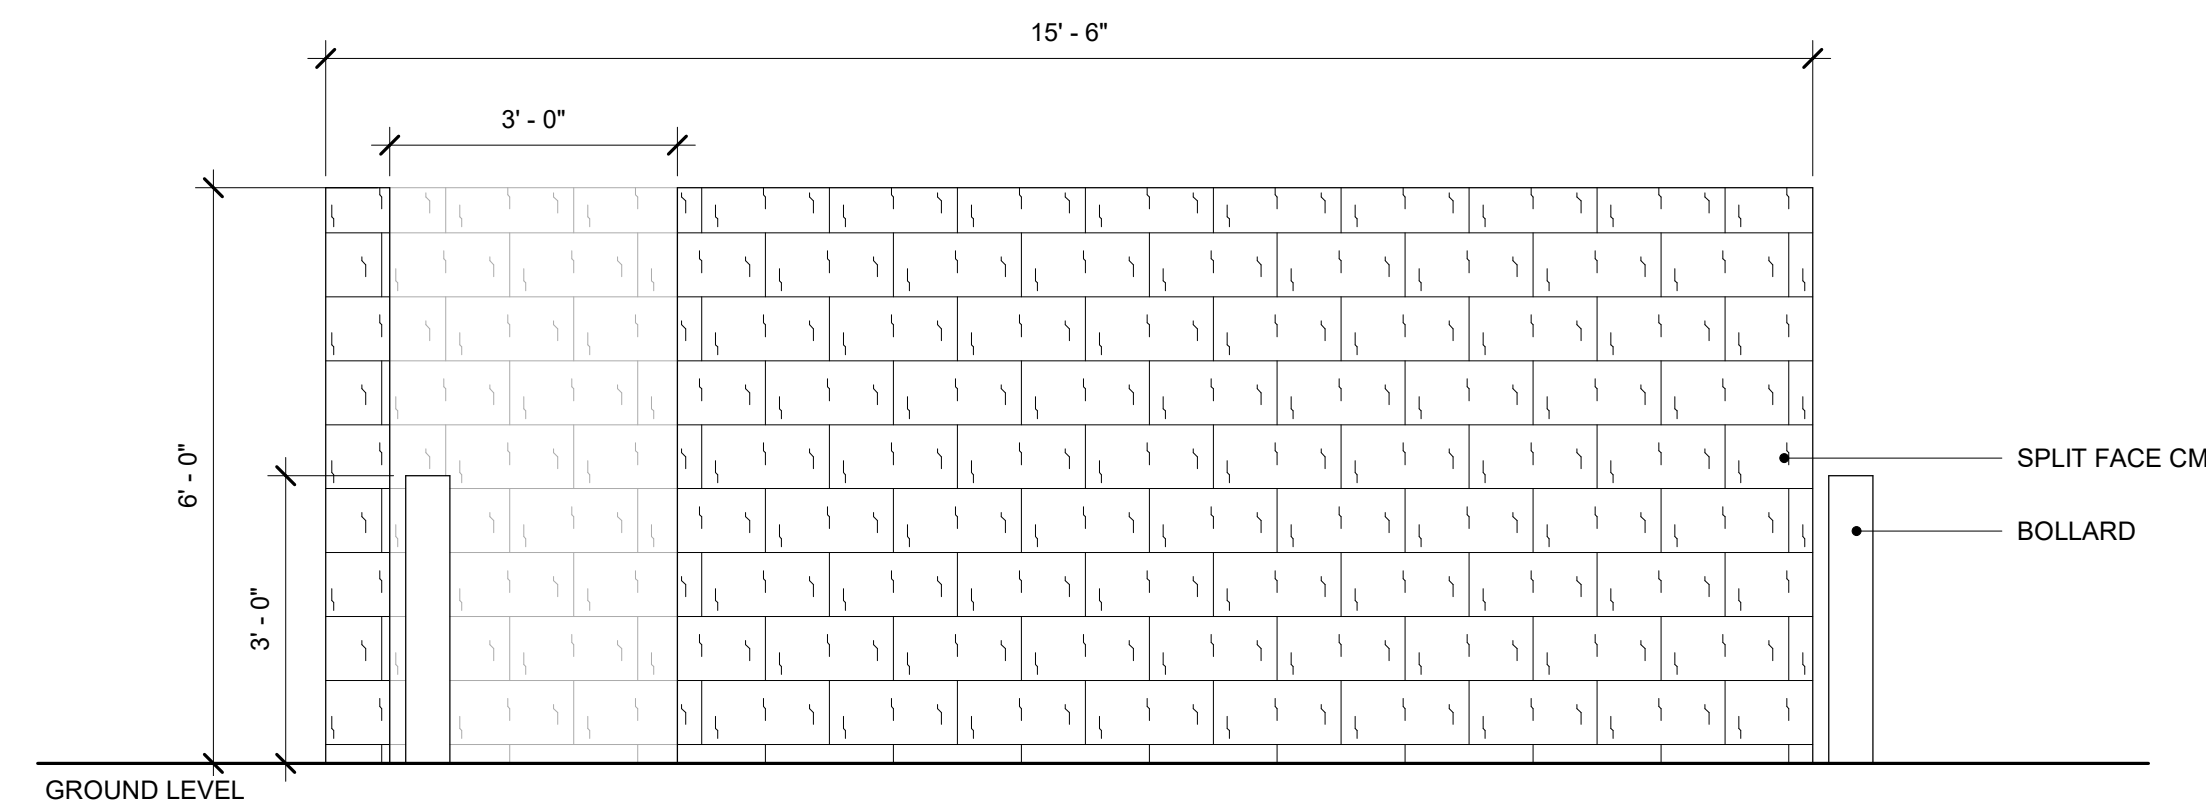 15' - 6"
3' - 0"
6' - 0"
3' - 0"
SPLIT FACE CM
BOLLARD
GROUND LEVEL